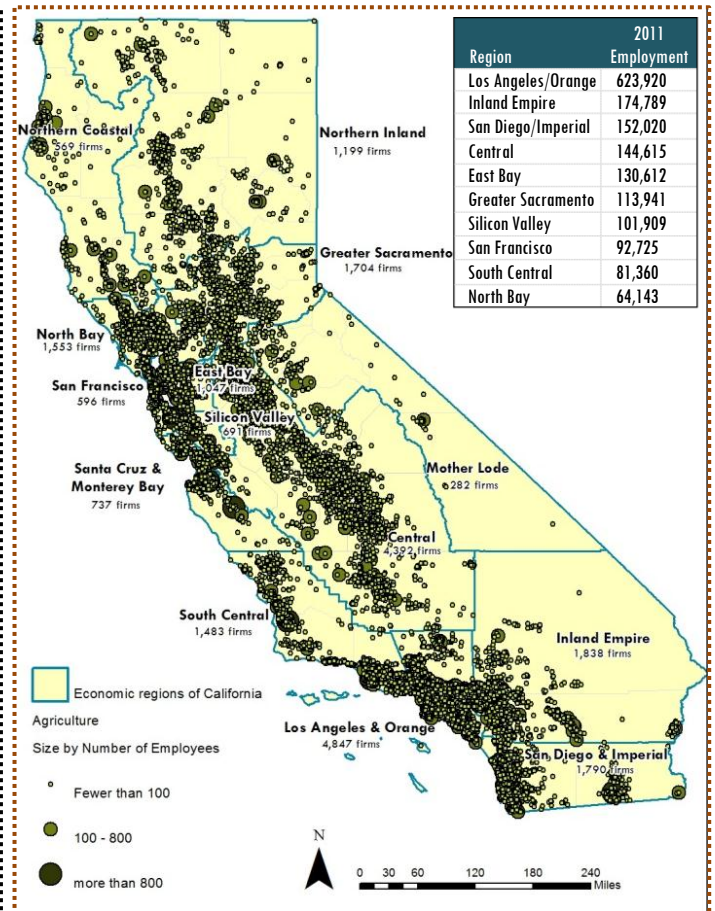 2011
Region Employment
Los Angeles/Orange 623,920
Inland Empire 174,789
San Diego/Imperial 152,020
Central 144,615
East Bay 130,612
Greater Sacramento 113,941
Silicon Valley 101,909
San Francisco 92,725
South Central 81,360
North Bay 64,143
Northern Coastal
569 firms
Northern Inland
1,199 firms
Greater Sacramento
1,704 firms
North Bay
1,553 firms
East Bay
1,047 firms
San Francisco
596 firms
Silicon Valley
691 firms
Santa Cruz &
Monterey Bay
737 firms
Mother Lode
282 firms
Central
4,392 firms
South Central
1,483 firms
Inland Empire
1,838 firms
Los Angeles & Orange
4,847 firms
San Diego & Imperial
1,790 firms
Economic regions of California
Agriculture
Size by Number of Employees
Fewer than 100
100 - 800
more than 800
N
0 30 60 120 180 240
Miles